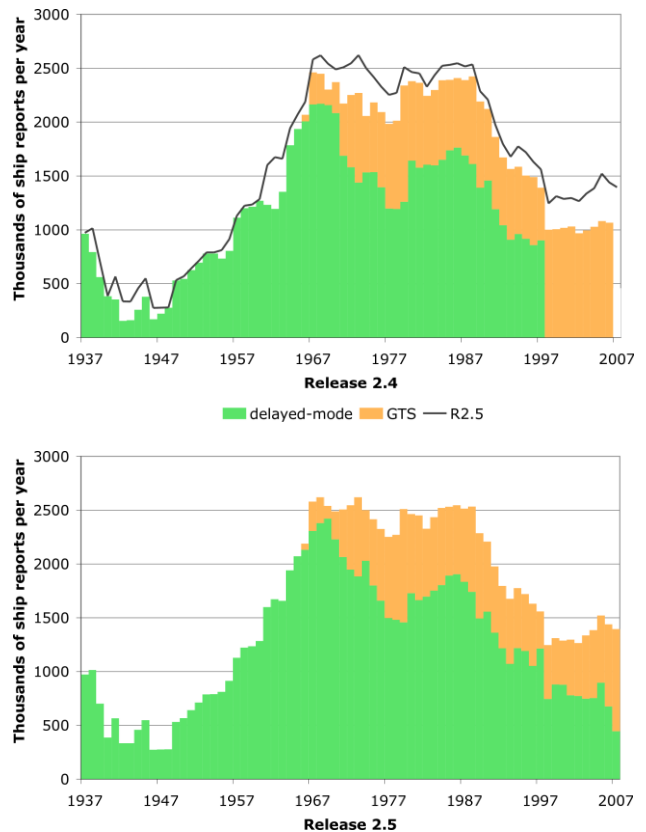 Thousands of ship reports per year
3000
2500
2000
1500
1000
500
0
1937 1947 1957 1967 1977 1987 1997 2007
Release 2.4
delayed-mode GTS R2.5
Thousands of ship reports per year
3000
2500
2000
1500
1000
500
0
1937 1947 1957 1967 1977 1987 1997 2007
Release 2.5